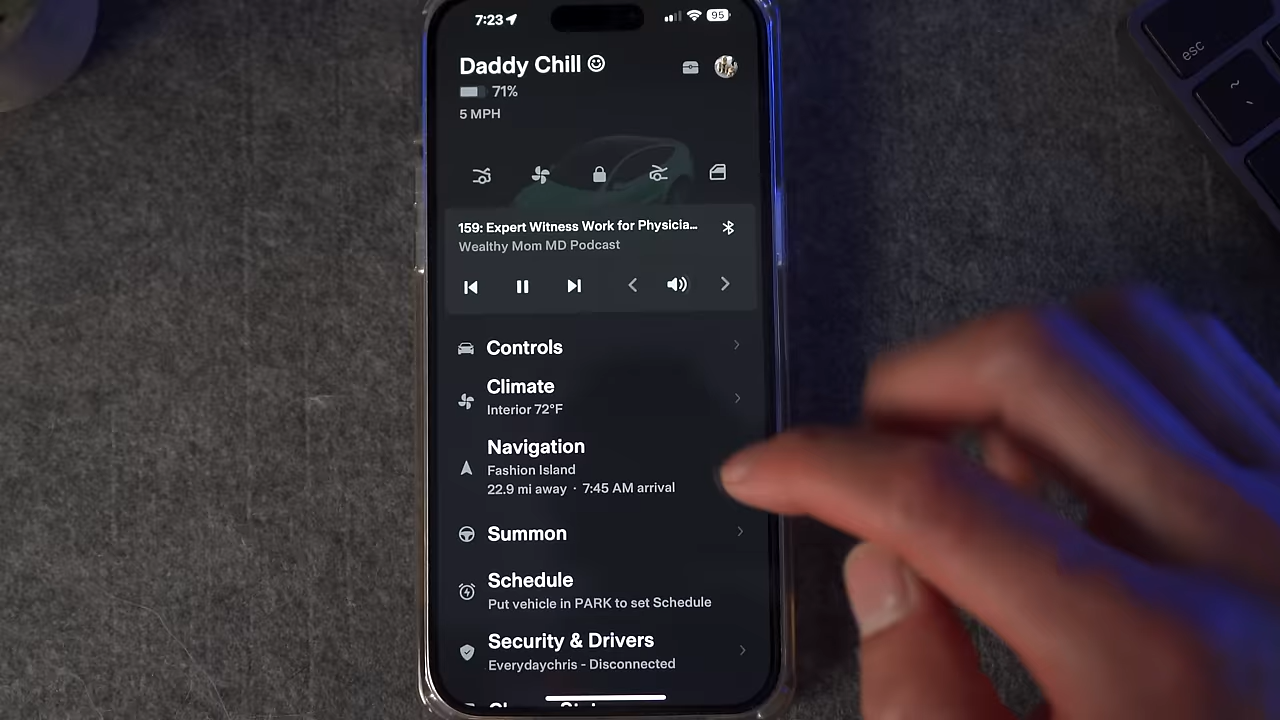 7:23
95
Daddy Chill
71%
5 MPH
159: Expert Witness Work for Physicia...
Wealthy Mom MD Podcast
Controls
Climate
Interior 72°F
Navigation
Fashion Island
22.9 mi away · 7:45 AM arrival
Summon
Schedule
Put vehicle in PARK to set Schedule
Security & Drivers
Everydaychris - Disconnected
esc
~